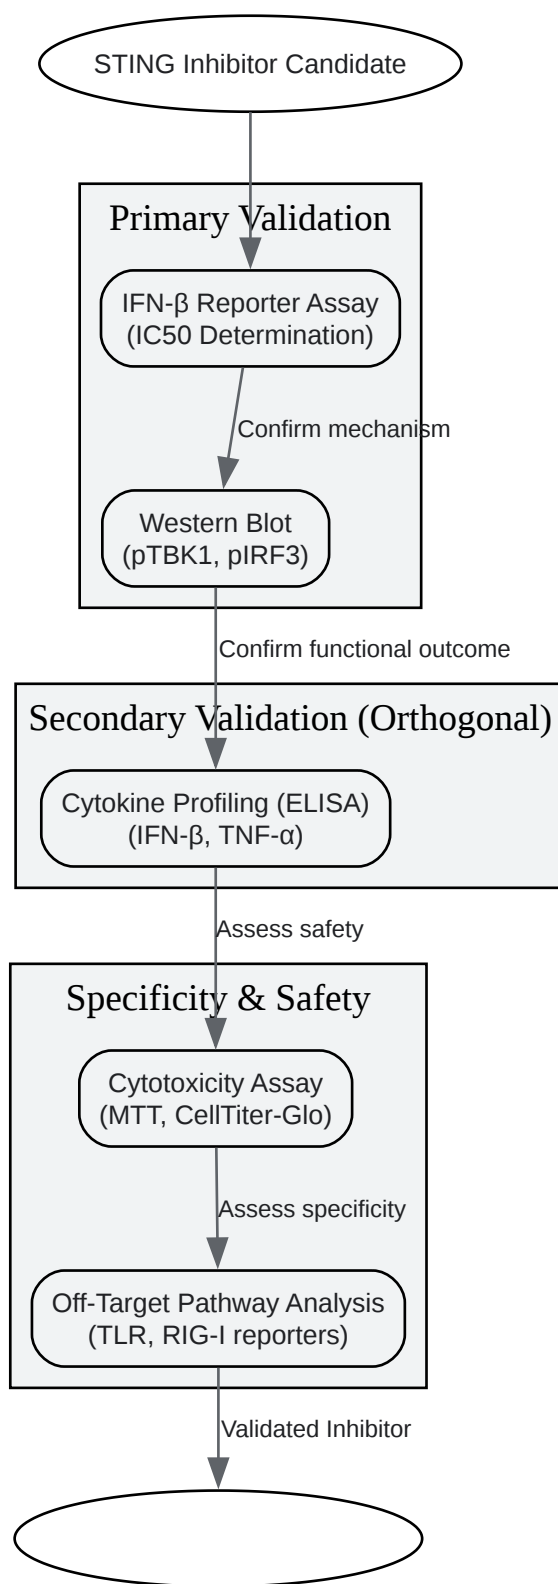 STING Inhibitor Candidate
Primary Validation
IFN-β Reporter Assay
(IC50 Determination)
Confirm mechanism
Western Blot
(pTBK1, pIRF3)
Confirm functional outcome
Secondary Validation (Orthogonal)
Cytokine Profiling (ELISA)
(IFN-β, TNF-α)
Assess safety
Specificity & Safety
Cytotoxicity Assay
(MTT, CellTiter-Glo)
Assess specificity
Off-Target Pathway Analysis
(TLR, RIG-I reporters)
Validated Inhibitor